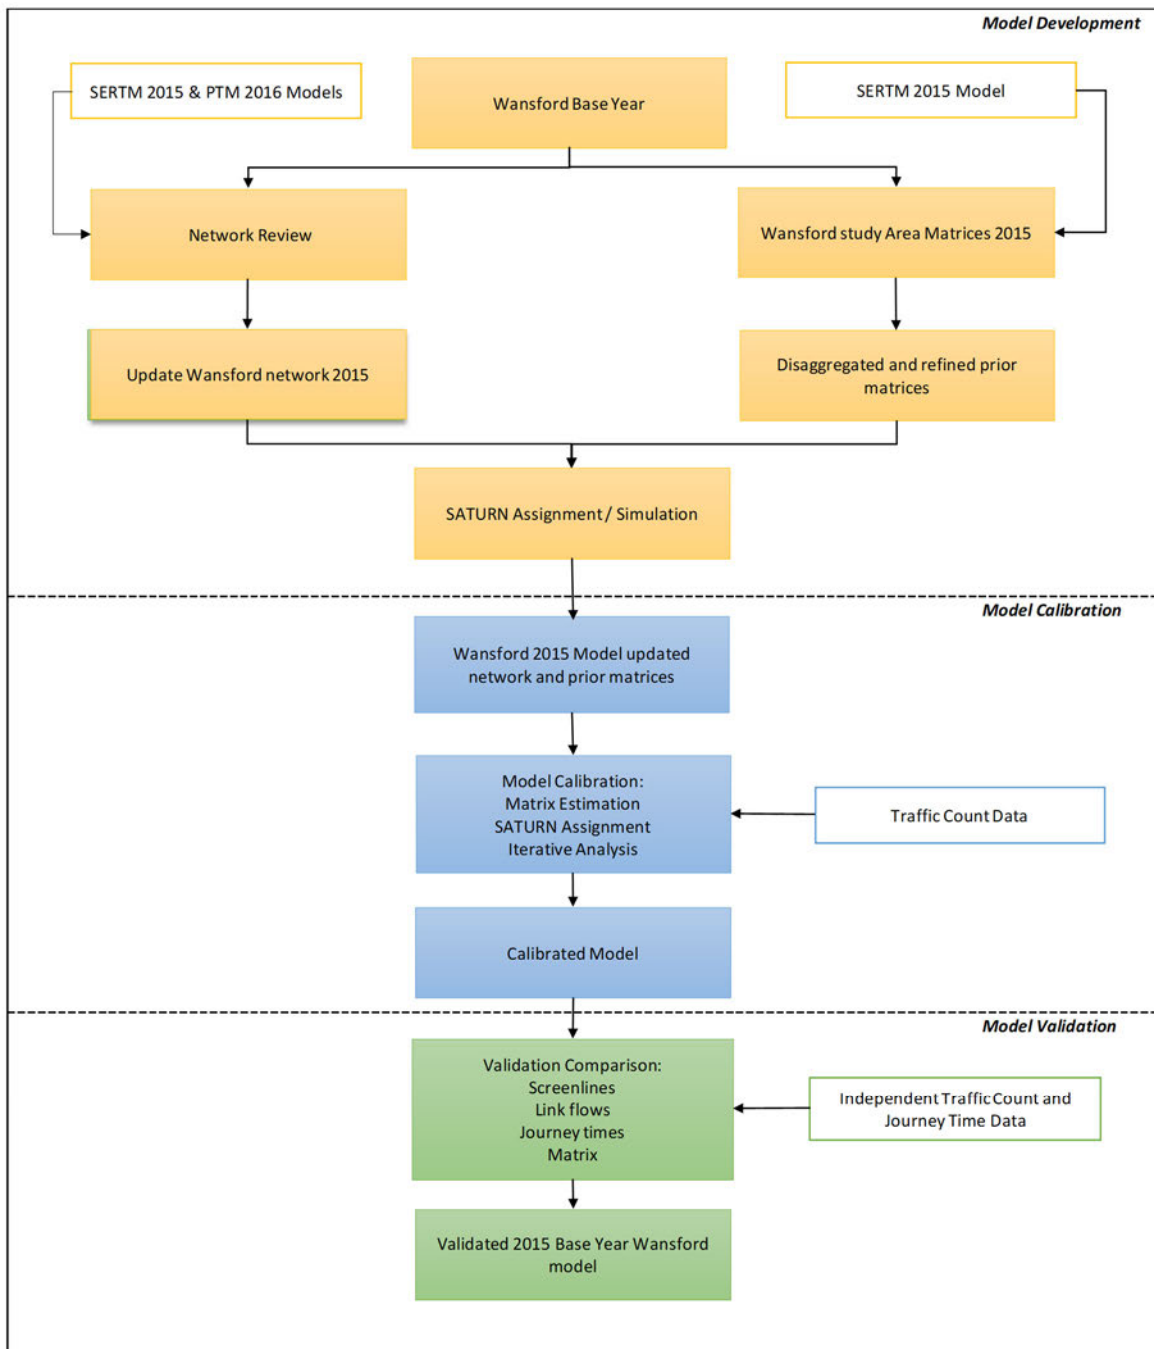 Model Development
SERTM 2015 & PTM 2016 Models
Wansford Base Year
SERTM 2015 Model
Network Review
Wansford study Area Matrices 2015
Update Wansford network 2015
Disaggregated and refined prior
matrices
SATURN Assignment / Simulation
Model Calibration
Wansford 2015 Model updated
network and prior matrices
Model Calibration:
Matrix Estimation
SATURN Assignment
Iterative Analysis
Traffic Count Data
Calibrated Model
Model Validation
Validation Comparison:
Screenlines
Link flows
Journey times
Matrix
Independent Traffic Count and
Journey Time Data
Validated 2015 Base Year Wansford
model